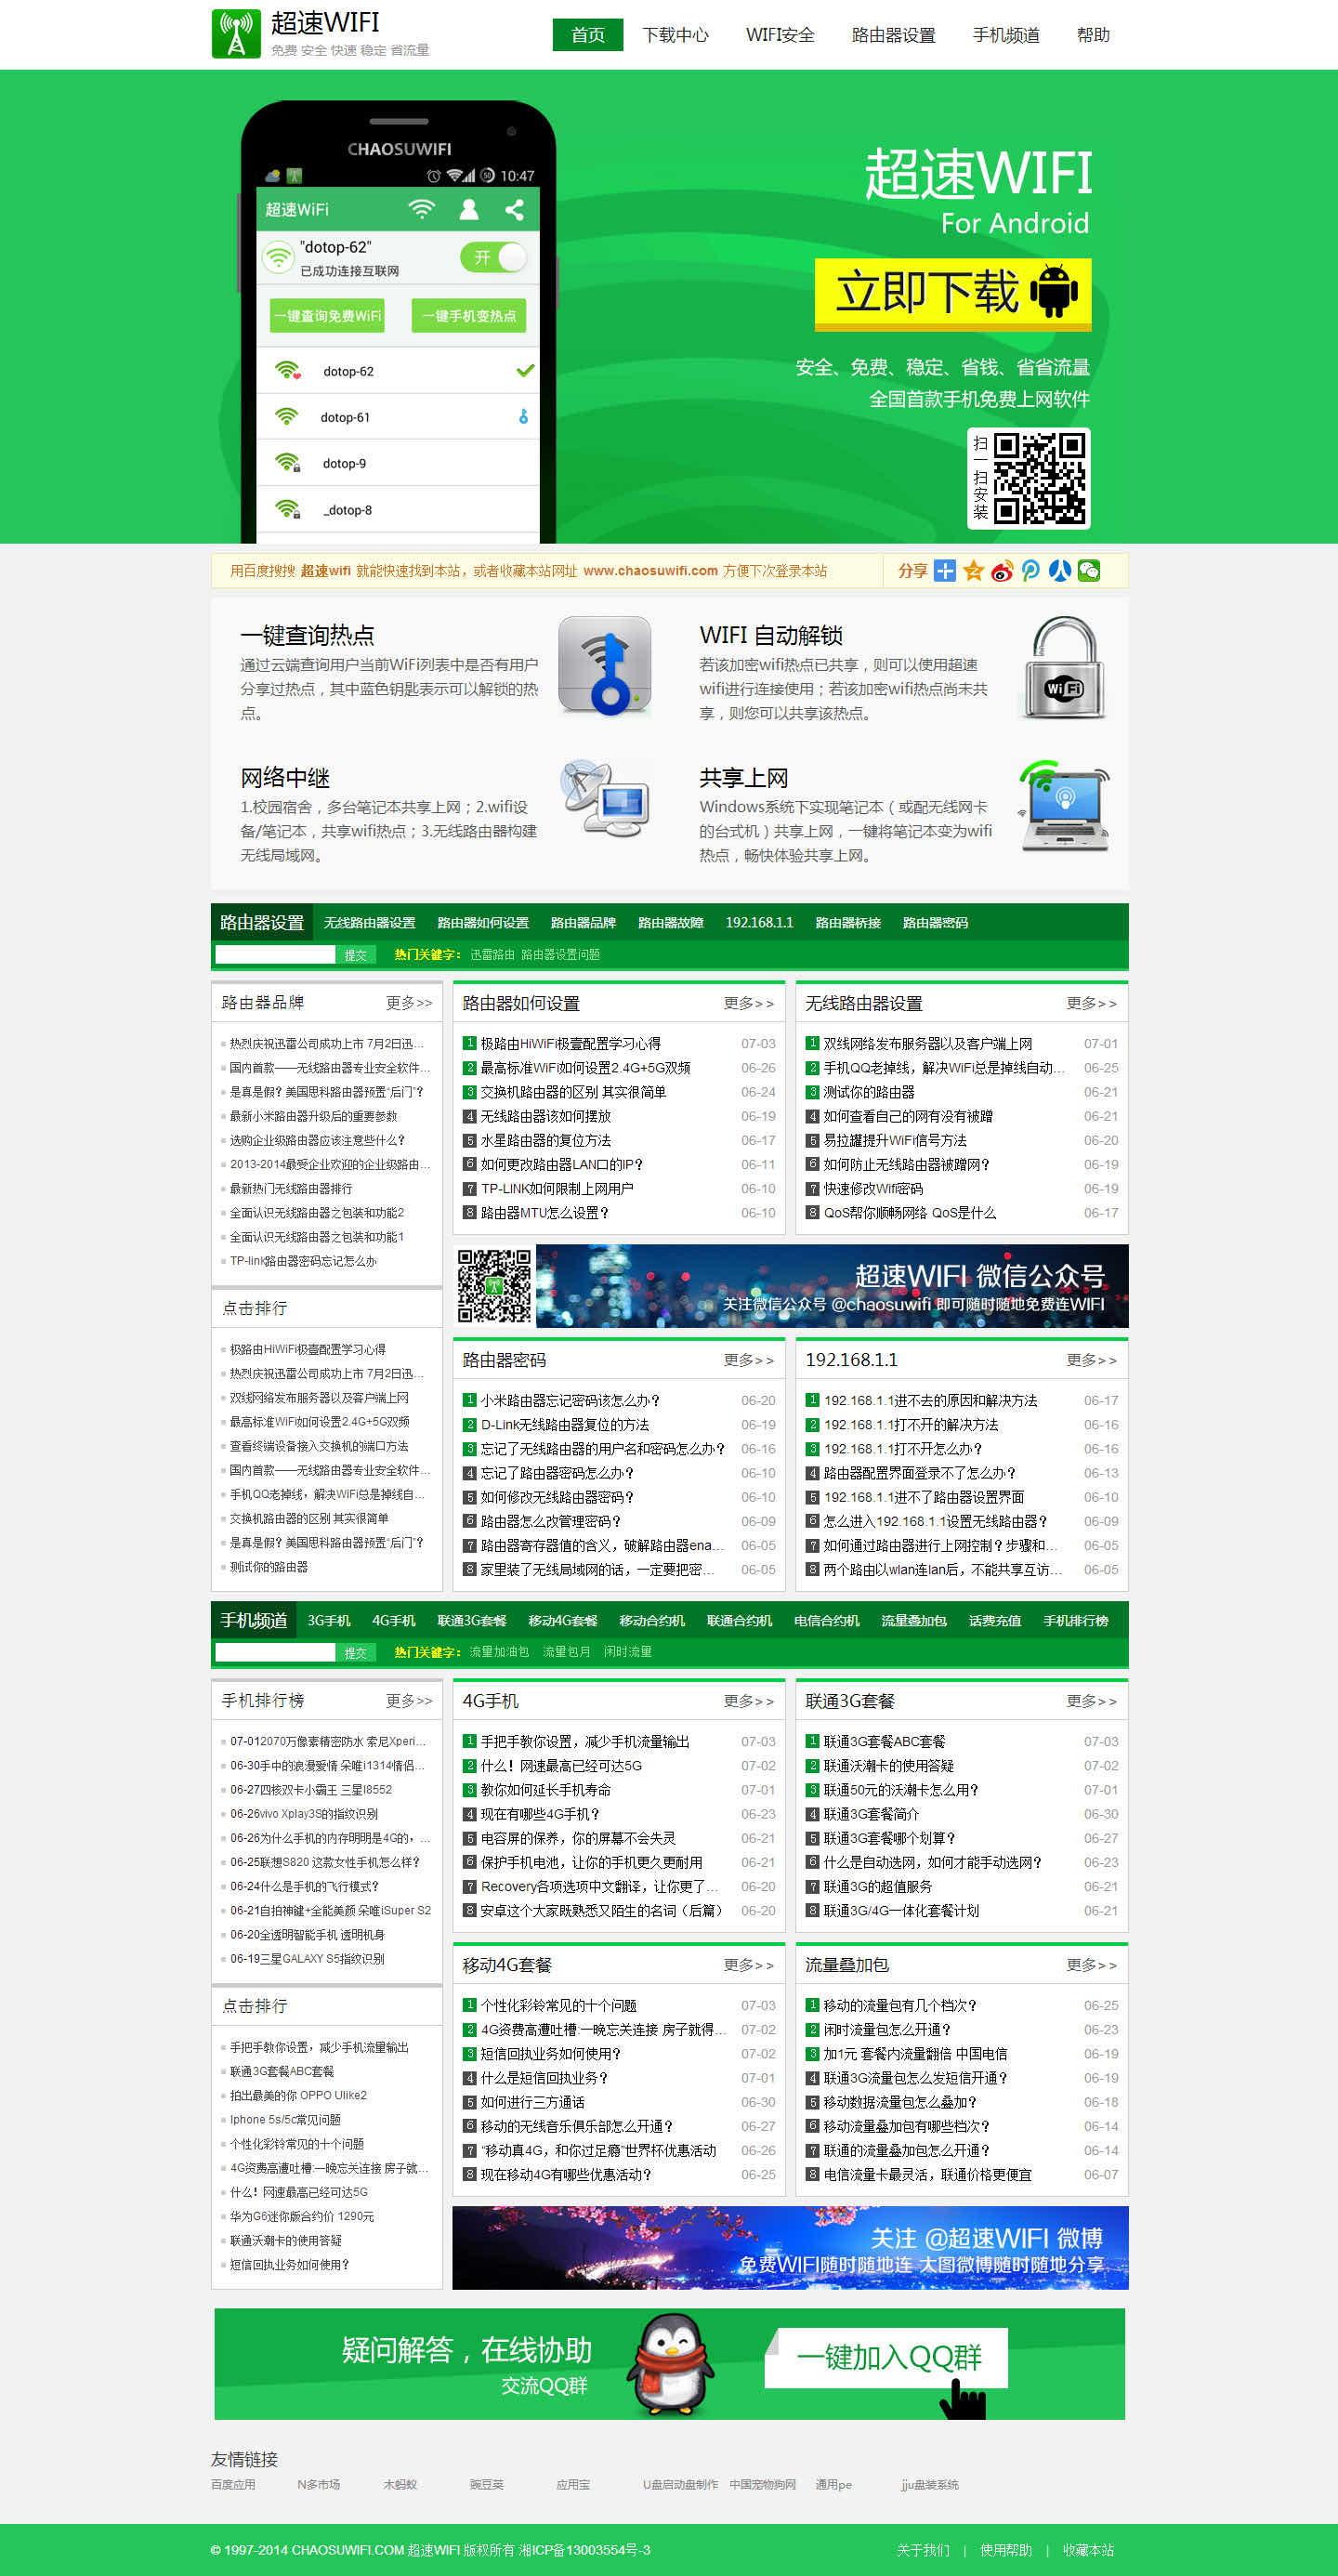 超速WIFI
免费 安全 快速 稳定 省流量
首页 下载中心 WIFI安全 路由器设置 手机频道 帮助
CHAOSUWIFI
10:47
超速WiFi
"dotop-62"
已成功连接互联网
开
一键查询免费WiFi 一键手机变热点
dotop-62
dotop-61
dotop-9
_dotop-8
超速WIFI
For Android
立即下载
安全、免费、稳定、省钱、省省流量
全国首款手机免费上网软件
扫一扫安装
用百度搜搜 超速wifi 就能快速找到本站，或者收藏本站网址 www.chaosuwifi.com 方便下次登录本站
分享
一键查询热点
通过云端查询用户当前WiFi列表中是否有用户
分享过热点，其中蓝色钥匙表示可以解锁的热
点。
WIFI 自动解锁
若该加密wifi热点已共享，则可以使用超速
wifi进行连接使用；若该加密wifi热点尚未共
享，则您可以共享该热点。
WiFi
网络中继
1.校园宿舍，多台笔记本共享上网；2.wifi设
备/笔记本，共享wifi热点；3.无线路由器构建
无线局域网。
共享上网
Windows系统下实现笔记本（或配无线网卡
的台式机）共享上网，一键将笔记本变为wifi
热点，畅快体验共享上网。
路由器设置 无线路由器设置 路由器如何设置 路由器品牌 路由器故障 192.168.1.1 路由器桥接 路由器密码
提交 热门关键字： 迅雷路由 路由器设置问题
路由器品牌 更多>>
热烈庆祝迅雷公司成功上市 7月2日迅...
国内首款——无线路由器专业安全软件...
是真是假？美国思科路由器预置“后门”？
最新小米路由器升级后的重要参数
选购企业级路由器应该注意些什么？
2013-2014最受企业欢迎的企业级路由...
最新热门无线路由器排行
全面认识无线路由器之包装和功能2
全面认识无线路由器之包装和功能1
TP-link路由器密码忘记怎么办
点击排行
极路由HiWiFi极壹配置学习心得
热烈庆祝迅雷公司成功上市 7月2日迅...
双线网络发布服务器以及客户端上网
最高标准WiFi如何设置2.4G+5G双频
查看终端设备接入交换机的端口方法
国内首款——无线路由器专业安全软件...
手机QQ老掉线，解决WiFi总是掉线自...
交换机路由器的区别 其实很简单
是真是假？美国思科路由器预置“后门”？
测试你的路由器
路由器如何设置 更多>>
1 极路由HiWiFi极壹配置学习心得 07-03
2 最高标准WiFi如何设置2.4G+5G双频 06-26
3 交换机路由器的区别 其实很简单 06-24
4 无线路由器该如何摆放 06-19
5 水星路由器的复位方法 06-17
6 如何更改路由器LAN口的IP？ 06-11
7 TP-LINK如何限制上网用户 06-10
8 路由器MTU怎么设置？ 06-10
无线路由器设置 更多>>
1 双线网络发布服务器以及客户端上网 07-01
2 手机QQ老掉线，解决WiFi总是掉线自动... 06-25
3 测试你的路由器 06-21
4 如何查看自己的网有没有被蹭 06-21
5 易拉罐提升WiFi信号方法 06-20
6 如何防止无线路由器被蹭网？ 06-19
7 快速修改Wifi密码 06-19
8 QoS帮你顺畅网络 QoS是什么 06-17
超速WIFI 微信公众号
关注微信公众号 @chaosuwifi 即可随时随地免费连WIFI
路由器密码 更多>>
1 小米路由器忘记密码该怎么办？ 06-20
2 D-Link无线路由器复位的方法 06-19
3 忘记了无线路由器的用户名和密码怎么办？ 06-16
4 忘记了路由器密码怎么办？ 06-10
5 如何修改无线路由器密码？ 06-10
6 路由器怎么改管理密码？ 06-09
7 路由器寄存器值的含义，破解路由器ena... 06-05
8 家里装了无线局域网的话，一定要把密... 06-05
192.168.1.1 更多>>
1 192.168.1.1进不去的原因和解决方法 06-17
2 192.168.1.1打不开的解决方法 06-16
3 192.168.1.1打不开怎么办？ 06-16
4 路由器配置界面登录不了怎么办？ 06-13
5 192.168.1.1进不了路由器设置界面 06-10
6 怎么进入192.168.1.1设置无线路由器？ 06-09
7 如何通过路由器进行上网控制？步骤和... 06-05
8 两个路由以wlan连lan后，不能共享互访... 06-05
手机频道 3G手机 4G手机 联通3G套餐 移动4G套餐 移动合约机 联通合约机 电信合约机 流量叠加包 话费充值 手机排行榜
提交 热门关键字： 流量加油包 流量包月 闲时流量
手机排行榜 更多>>
07-012070万像素精密防水 索尼Xperi...
06-30手中的浪漫爱情 朵唯i1314情侣...
06-27四核双卡小霸王 三星I8552
06-26vivo Xplay3S的指纹识别
06-26为什么手机的内存明明是4G的，...
06-25联想S820 这款女性手机怎么样？
06-24什么是手机的飞行模式？
06-21自拍神健+全能美颜 朵唯iSuper S2
06-20全透明智能手机 透明机身
06-19三星GALAXY S5指纹识别
点击排行
手把手教你设置，减少手机流量输出
联通3G套餐ABC套餐
拍出最美的你 OPPO Ulike2
Iphone 5s/5c常见问题
个性化彩铃常见的十个问题
4G资费高遭吐槽:一晚忘关连接 房子就...
什么！网速最高已经可达5G
华为G6迷你版合约价 1290元
联通沃潮卡的使用答疑
短信回执业务如何使用？
4G手机 更多>>
1 手把手教你设置，减少手机流量输出 07-03
2 什么！网速最高已经可达5G 07-02
3 教你如何延长手机寿命 07-01
4 现在有哪些4G手机？ 06-23
5 电容屏的保养，你的屏幕不会失灵 06-21
6 保护手机电池，让你的手机更久更耐用 06-21
7 Recovery各项选项中文翻译，让你更了... 06-20
8 安卓这个大家既熟悉又陌生的名词（后篇） 06-20
联通3G套餐 更多>>
1 联通3G套餐ABC套餐 07-03
2 联通沃潮卡的使用答疑 07-02
3 联通50元的沃潮卡怎么用？ 07-01
4 联通3G套餐简介 06-30
5 联通3G套餐哪个划算？ 06-27
6 什么是自动选网，如何才能手动选网？ 06-23
7 联通3G的超值服务 06-21
8 联通3G/4G一体化套餐计划 06-21
移动4G套餐 更多>>
1 个性化彩铃常见的十个问题 07-03
2 4G资费高遭吐槽:一晚忘关连接 房子就得... 07-02
3 短信回执业务如何使用？ 07-02
4 什么是短信回执业务？ 07-01
5 如何进行三方通话 06-30
6 移动的无线音乐俱乐部怎么开通？ 06-27
7 “移动真4G，和你过足瘾”世界杯优惠活动 06-26
8 现在移动4G有哪些优惠活动？ 06-25
流量叠加包 更多>>
1 移动的流量包有几个档次？ 06-25
2 闲时流量包怎么开通？ 06-23
3 加1元 套餐内流量翻倍 中国电信 06-19
4 联通3G流量包怎么发短信开通？ 06-19
5 移动数据流量包怎么叠加？ 06-18
6 移动流量叠加包有哪些档次？ 06-14
7 联通的流量叠加包怎么开通？ 06-14
8 电信流量卡最灵活，联通价格更便宜 06-07
关注 @超速WIFI 微博
免费WIFI随时随地连 大图微博随时随地分享
疑问解答，在线协助
交流QQ群
一键加入QQ群
友情链接
百度应用 N多市场 木蚂蚁 豌豆荚 应用宝 U盘启动盘制作 中国宠物狗网 通用pe jju盘装系统
© 1997-2014 CHAOSUWIFI.COM 超速WIFI 版权所有 湘ICP备13003554号-3
关于我们 | 使用帮助 | 收藏本站